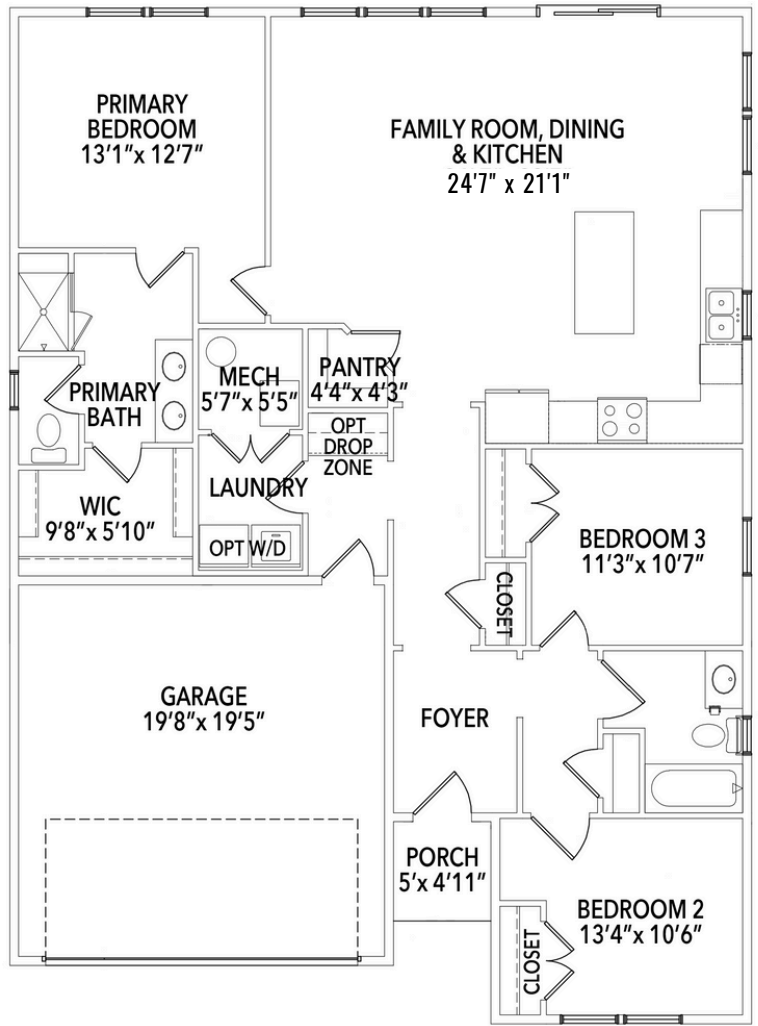 PRIMARY
BEDROOM
13'1" x 12'7"
FAMILY ROOM, DINING
& KITCHEN
24'7" x 21'1"
PRIMARY
BATH
MECH
5'7" x 5'5"
PANTRY
4'4" x 4'3"
OPT
DROP
ZONE
LAUNDRY
OPT W/D
WIC
9'8" x 5'10"
BEDROOM 3
11'3" x 10'7"
CLOSET
GARAGE
19'8" x 19'5"
FOYER
PORCH
5' x 4'11"
BEDROOM 2
13'4" x 10'6"
CLOSET